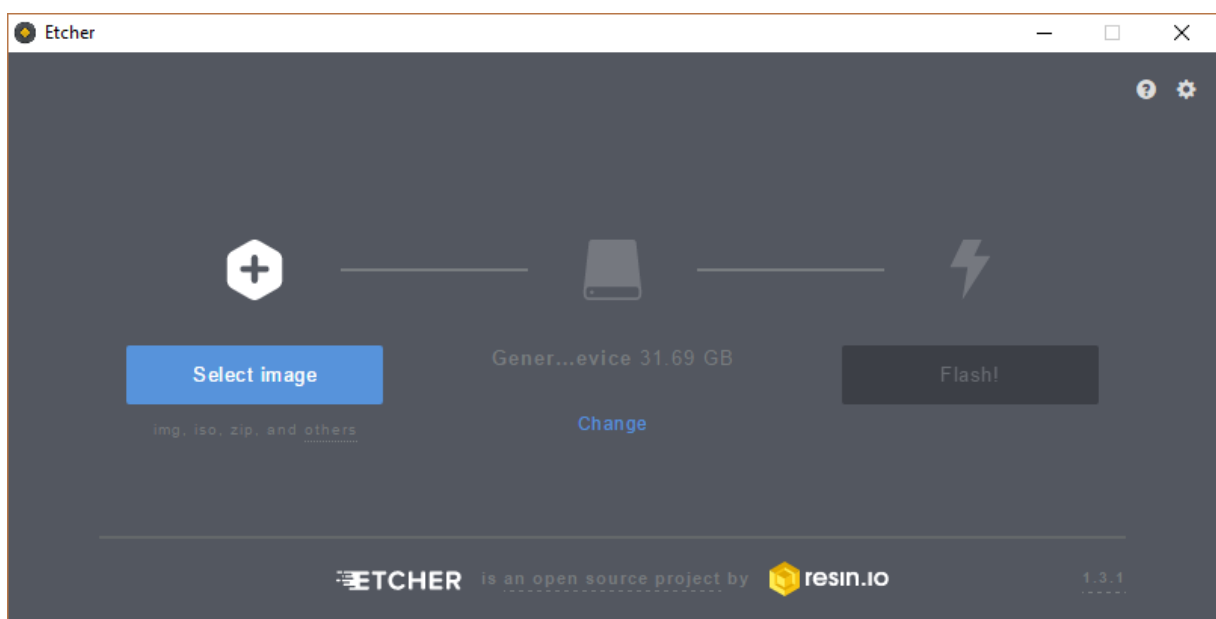 Etcher
Select image
img, iso, zip, and others
Gener...evice 31.69 GB
Change
Flash!
ETCHER is an open source project by resin.io
1.3.1